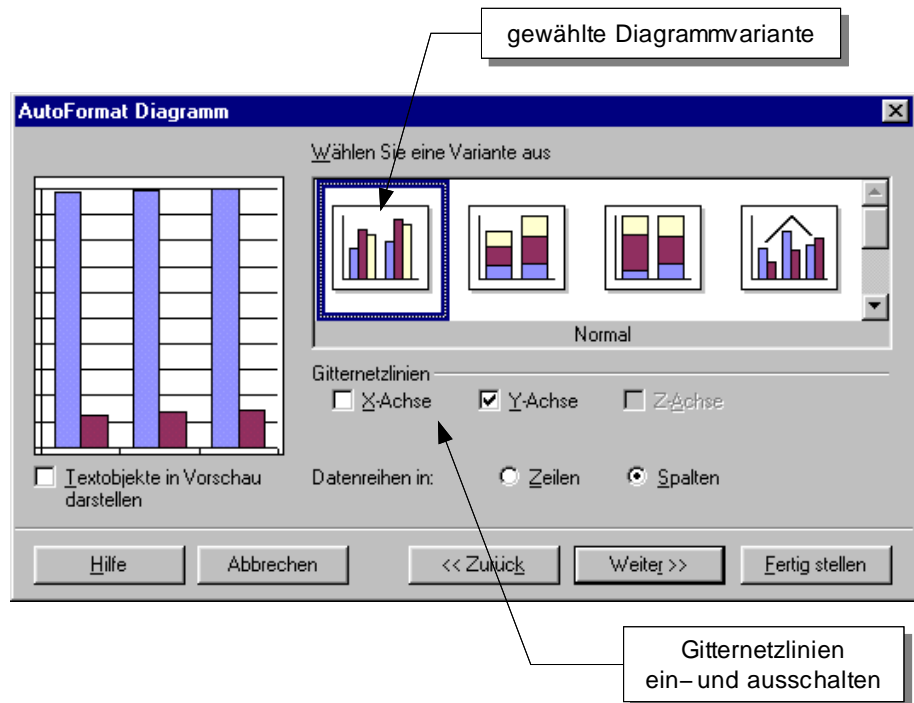 gewählte Diagrammvariante
AutoFormat Diagramm
Wählen Sie eine Variante aus
Normal
Gitternetzlinien
X-Achse
Y-Achse
Z-Achse
Textobjekte in Vorschau
darstellen
Datenreihen in:
Zeilen
Spalten
Hilfe
Abbrechen
<< Zurück
Weiter >>
Fertig stellen
Gitternetzlinien
ein– und ausschalten